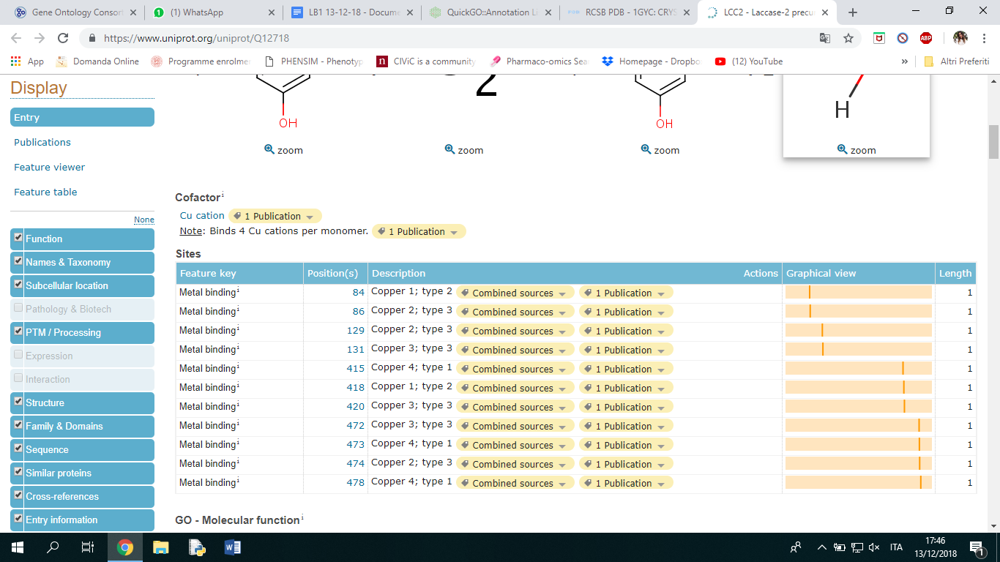 Gene Ontology Consort
(1) WhatsApp
LB1 13-12-18 - Docume
QuickGO::Annotation Li
RCSB PDB - 1GYC: CRYS
LCC2 - Laccase-2 precu
https://www.uniprot.org/uniprot/Q12718
ABP
App
Domanda Online
Programme enrolmen
PHENSIM - Phenotyp
CIViC is a community
Pharmaco-omics Sea
Homepage - Dropbo
(12) YouTube
»
Altri Preferiti
Display
Entry
Publications
Feature viewer
Feature table
None
Function
Names & Taxonomy
Subcellular location
Pathology & Biotech
PTM / Processing
Expression
Interaction
Structure
Family & Domains
Sequence
Similar proteins
Cross-references
Entry information
2
H
OH
OH
zoom
zoom
zoom
zoom
Cofactor i
Cu cation 1 Publication
Note: Binds 4 Cu cations per monomer. 1 Publication
Sites
Feature key Position(s) Description Actions Graphical view Length
Metal binding i 84 Copper 1; type 2 Combined sources 1 Publication 1
Metal binding i 86 Copper 2; type 3 Combined sources 1 Publication 1
Metal binding i 129 Copper 2; type 3 Combined sources 1 Publication 1
Metal binding i 131 Copper 3; type 3 Combined sources 1 Publication 1
Metal binding i 415 Copper 4; type 1 Combined sources 1 Publication 1
Metal binding i 418 Copper 1; type 2 Combined sources 1 Publication 1
Metal binding i 420 Copper 3; type 3 Combined sources 1 Publication 1
Metal binding i 472 Copper 3; type 3 Combined sources 1 Publication 1
Metal binding i 473 Copper 4; type 1 Combined sources 1 Publication 1
Metal binding i 474 Copper 2; type 3 Combined sources 1 Publication 1
Metal binding i 478 Copper 4; type 1 Combined sources 1 Publication 1
GO - Molecular function i
ITA
17:46
13/12/2018
1